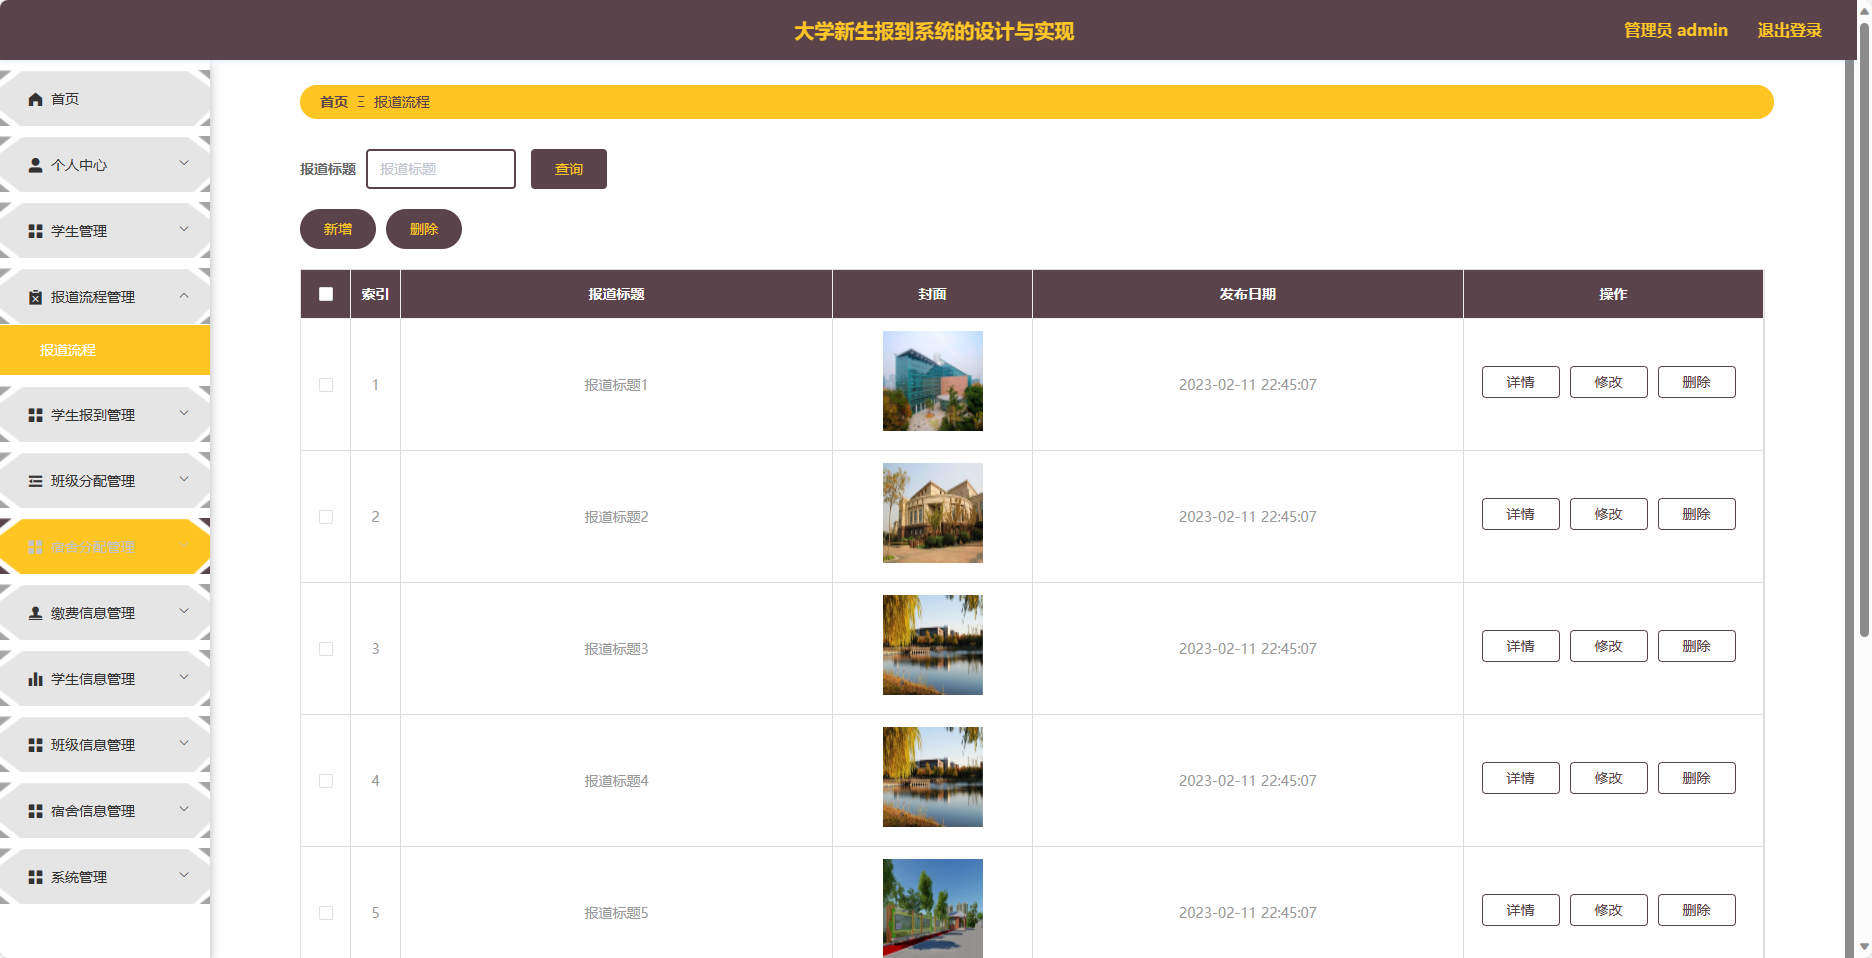 大学新生报到系统的设计与实现
管理员 admin
退出登录
首页
个人中心
学生管理
报道流程管理
报道流程
学生报到管理
班级分配管理
宿舍分配管理
缴费信息管理
学生信息管理
班级信息管理
宿舍信息管理
系统管理
首页 Ξ 报道流程
报道标题 报道标题 查询
新增 删除
索引 报道标题 封面 发布日期 操作
1 报道标题1 2023-02-11 22:45:07 详情 修改 删除
2 报道标题2 2023-02-11 22:45:07 详情 修改 删除
3 报道标题3 2023-02-11 22:45:07 详情 修改 删除
4 报道标题4 2023-02-11 22:45:07 详情 修改 删除
5 报道标题5 2023-02-11 22:45:07 详情 修改 删除